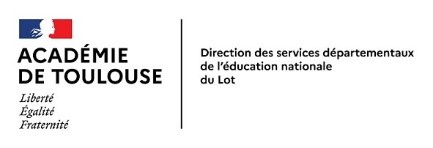 ACADÉMIE
DE TOULOUSE
Liberté
Égalité
Fraternité
Direction des services départementaux
de l'éducation nationale
du Lot